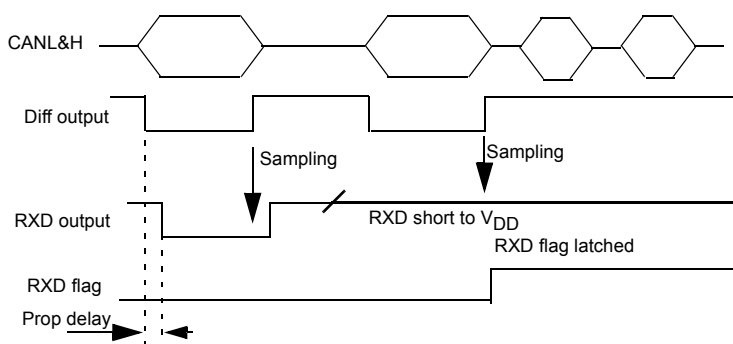 CANL&H
Diff output
Sampling
Sampling
RXD output
RXD short to VDD
RXD flag latched
RXD flag
Prop delay